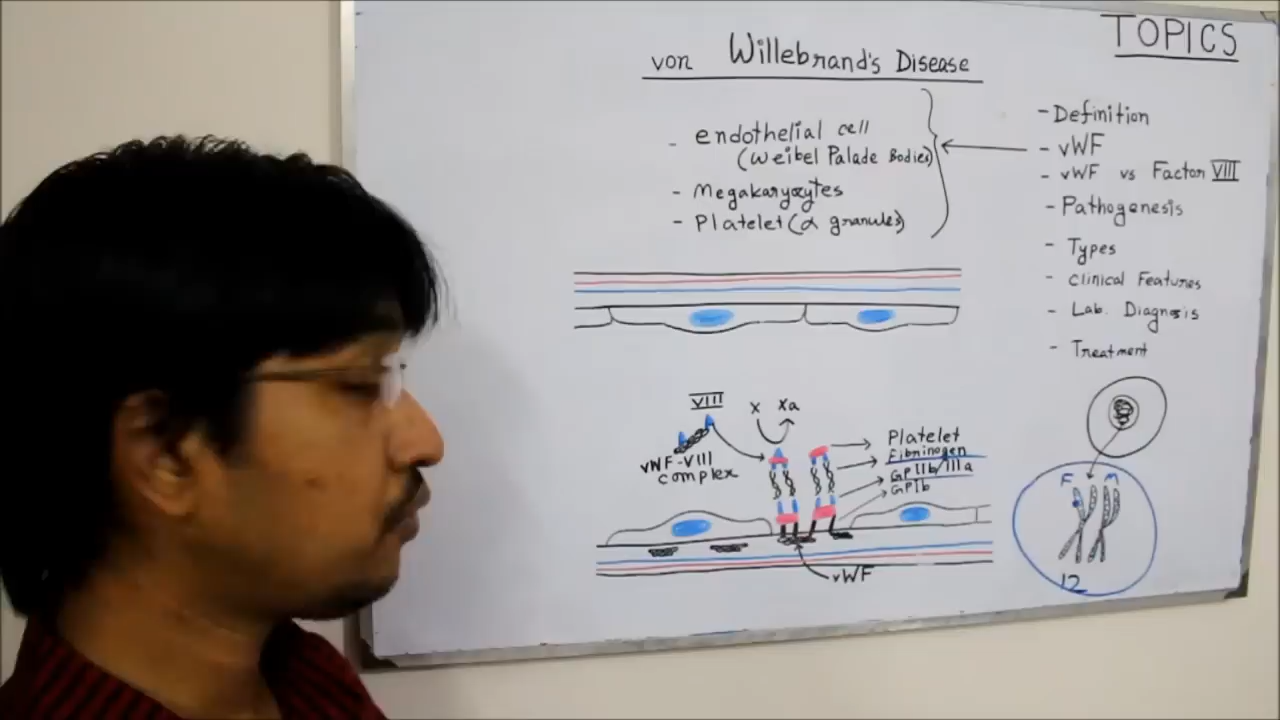 von Willebrand's Disease
- endothelial cell
(Weibel Palade Bodies)
- Megakaryocytes
- Platelet (α granules)
TOPICS
- Definition
- vWF
- vWF vs Factor VIII
- Pathogenesis
- Types
- Clinical Features
- Lab. Diagnosis
- Treatment
VIII
vWF-VIII
complex
X Xa
Platelet
Fibrinogen
GPIIb/IIIa
GPIb
vWF
F M
12